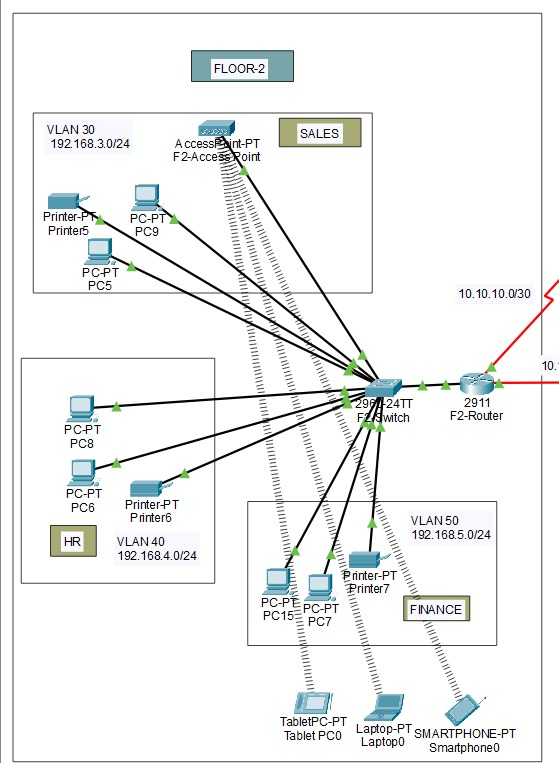 FLOOR-2
VLAN 30
192.168.3.0/24
SALES
AccessPoint-PT
F2-Access Point
Printer-PT
Printer5
PC-PT
PC9
PC-PT
PC5
10.10.10.0/30
10.1
2960-24TT
F2-Switch
2911
F2-Router
PC-PT
PC8
PC-PT
PC6
Printer-PT
Printer6
HR
VLAN 40
192.168.4.0/24
VLAN 50
192.168.5.0/24
PC-PT
PC15
PC-PT
PC7
Printer-PT
Printer7
FINANCE
TabletPC-PT
Tablet PC0
Laptop-PT
Laptop0
SMARTPHONE-PT
Smartphone0